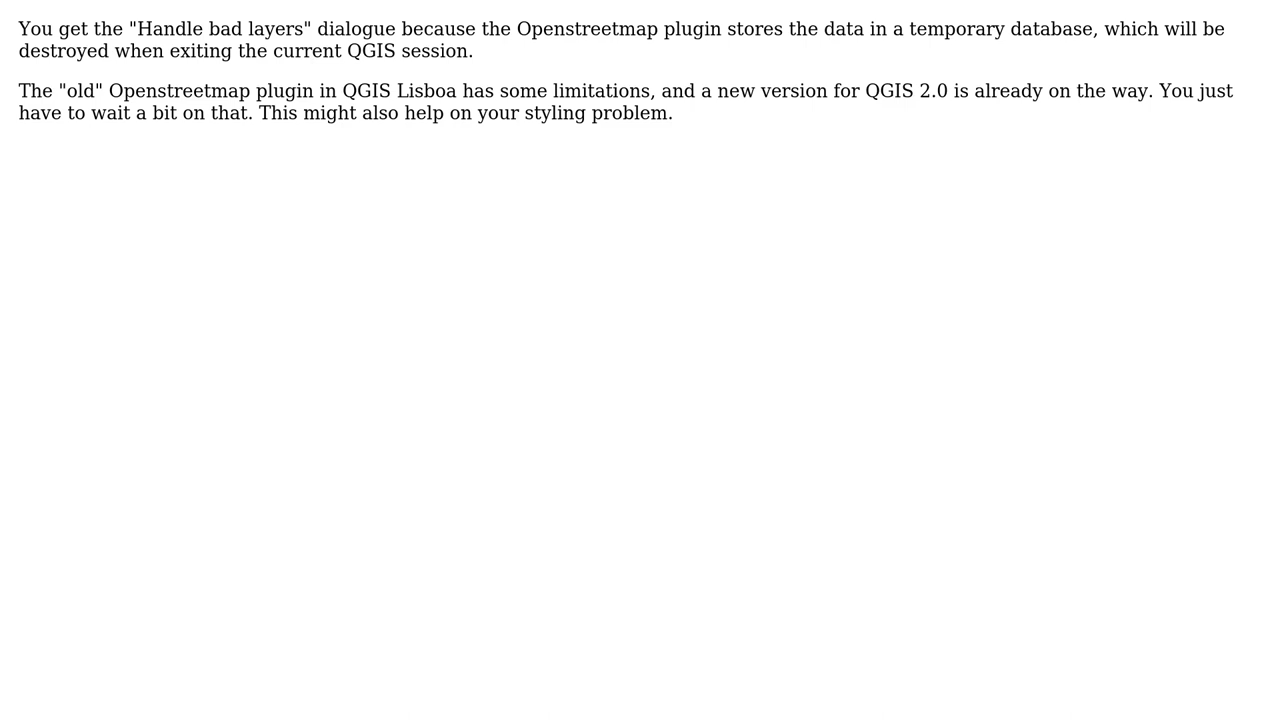 You get the "Handle bad layers" dialogue because the Openstreetmap plugin stores the data in a temporary database, which will be
destroyed when exiting the current QGIS session.
The "old" Openstreetmap plugin in QGIS Lisboa has some limitations, and a new version for QGIS 2.0 is already on the way. You just
have to wait a bit on that. This might also help on your styling problem.